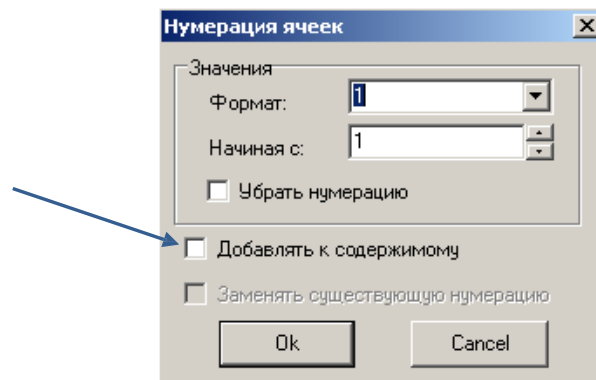 Нумерация ячеек
Значения
Формат: 1
Начиная с: 1
Убрать нумерацию
Добавлять к содержимому
Заменять существующую нумерацию
Ok Cancel